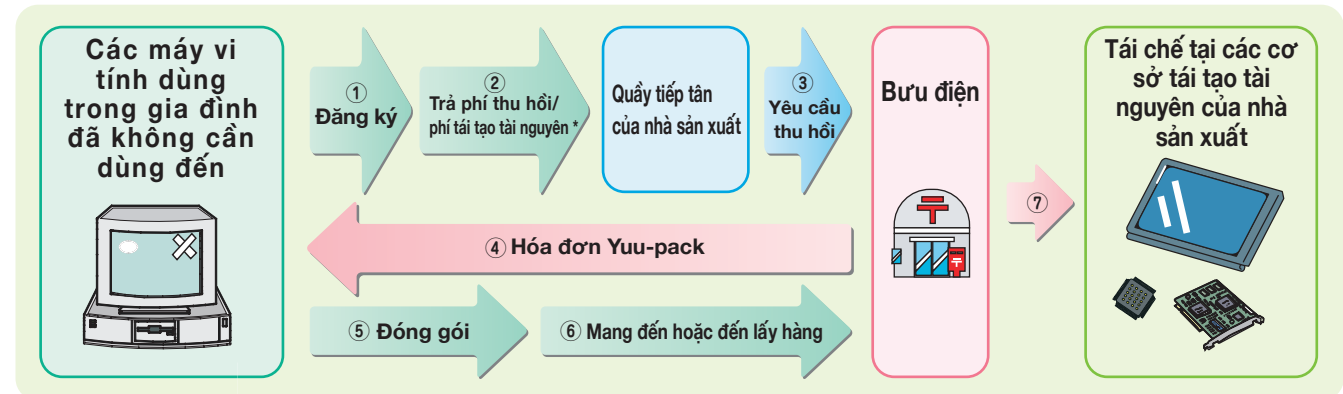 Các máy vi
tính dùng
trong gia đình
đã không cần
dùng đến
①
Đăng ký
②
Trả phí thu hồi/
phí tái tạo tài nguyên *
Quầy tiếp tân
của nhà sản xuất
③
Yêu cầu
thu hồi
Bưu điện
④ Hóa đơn Yuu-pack
⑤ Đóng gói
⑥ Mang đến hoặc đến lấy hàng
⑦
Tái chế tại các cơ
sở tái tạo tài
nguyên của nhà
sản xuất